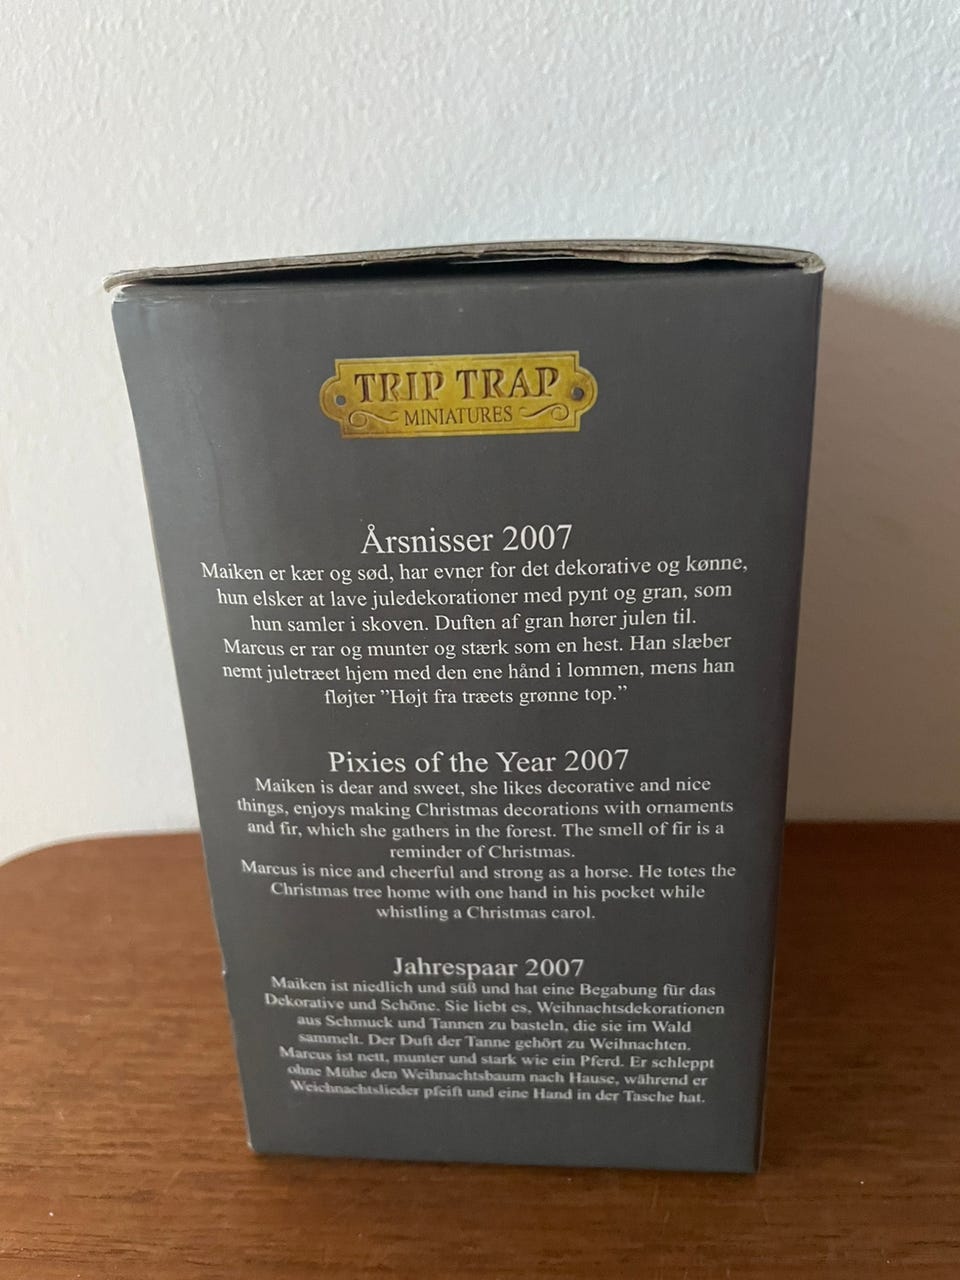 TRIP TRAP
MINIATURES
Årsnisser 2007
Maiken er kær og sød, har evner for det dekorative og kønne,
hun elsker at lave juledekorationer med pynt og gran, som
hun samler i skoven. Duften af gran hører julen til.
Marcus er rar og munter og stærk som en hest. Han slæber
nemt juletræet hjem med den ene hånd i lommen, mens han
fløjter ”Højt fra træets grønne top.”
Pixies of the Year 2007
Maiken is dear and sweet, she likes decorative and nice
things, enjoys making Christmas decorations with ornaments
and fir, which she gathers in the forest. The smell of fir is a
reminder of Christmas.
Marcus is nice and cheerful and strong as a horse. He totes the
Christmas tree home with one hand in his pocket while
whistling a Christmas carol.
Jahrespaar 2007
Maiken ist niedlich und süß und hat eine Begabung für das
Dekorative und Schöne. Sie liebt es, Weihnachtsdekorationen
aus Schmuck und Tannen zu basteln, die sie im Wald
sammelt. Der Duft der Tanne gehört zu Weihnachten.
Marcus ist nett, munter und stark wie ein Pferd. Er schleppt
ohne Mühe den Weihnachtsbaum nach Hause, während er
Weichnachtslieder pfeift und eine Hand in der Tasche hat.